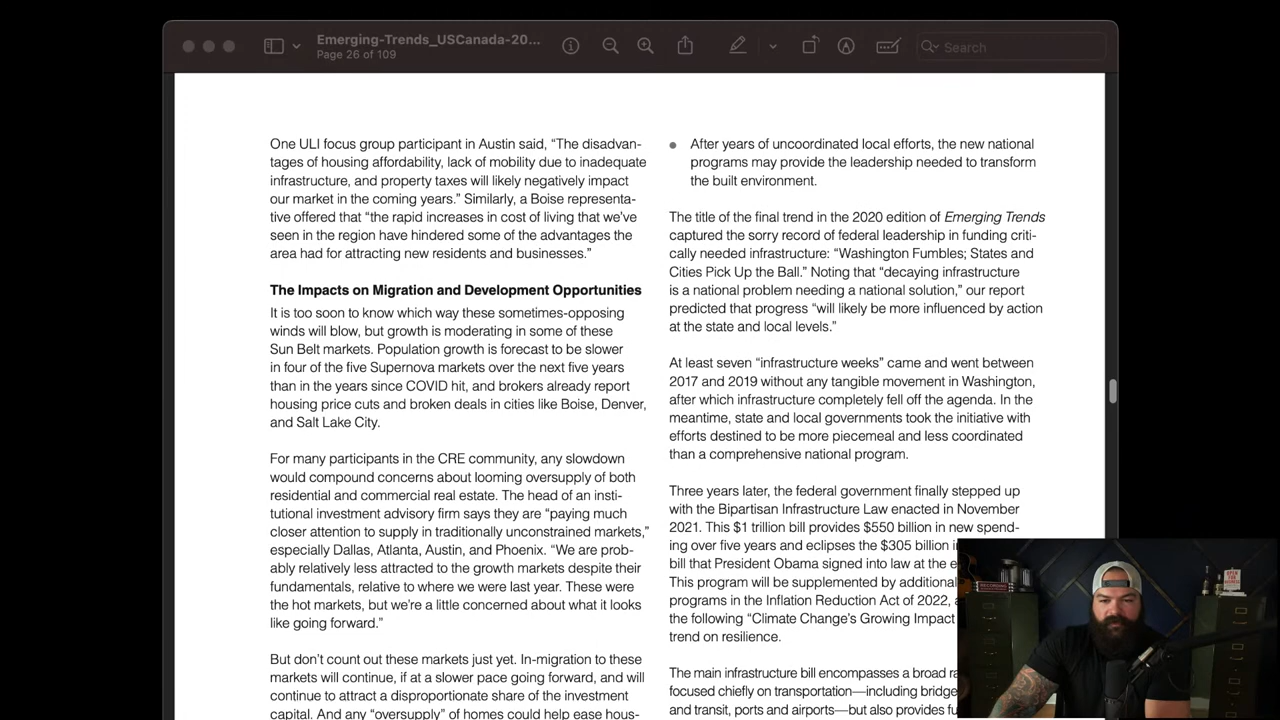 Emerging-Trends_USCanada-20...
Page 26 of 109
Search
One ULI focus group participant in Austin said, “The disadvan-
tages of housing affordability, lack of mobility due to inadequate
infrastructure, and property taxes will likely negatively impact
our market in the coming years.” Similarly, a Boise representa-
tive offered that “the rapid increases in cost of living that we’ve
seen in the region have hindered some of the advantages the
area had for attracting new residents and businesses.”
The Impacts on Migration and Development Opportunities
It is too soon to know which way these sometimes-opposing
winds will blow, but growth is moderating in some of these
Sun Belt markets. Population growth is forecast to be slower
in four of the five Supernova markets over the next five years
than in the years since COVID hit, and brokers already report
housing price cuts and broken deals in cities like Boise, Denver,
and Salt Lake City.
For many participants in the CRE community, any slowdown
would compound concerns about looming oversupply of both
residential and commercial real estate. The head of an insti-
tutional investment advisory firm says they are “paying much
closer attention to supply in traditionally unconstrained markets,”
especially Dallas, Atlanta, Austin, and Phoenix. “We are prob-
ably relatively less attracted to the growth markets despite their
fundamentals, relative to where we were last year. These were
the hot markets, but we’re a little concerned about what it looks
like going forward.”
But don’t count out these markets just yet. In-migration to these
markets will continue, if at a slower pace going forward, and will
continue to attract a disproportionate share of the investment
capital. And any “oversupply” of homes could help ease hous-
● After years of uncoordinated local efforts, the new national
programs may provide the leadership needed to transform
the built environment.
The title of the final trend in the 2020 edition of Emerging Trends
captured the sorry record of federal leadership in funding criti-
cally needed infrastructure: “Washington Fumbles; States and
Cities Pick Up the Ball.” Noting that “decaying infrastructure
is a national problem needing a national solution,” our report
predicted that progress “will likely be more influenced by action
at the state and local levels.”
At least seven “infrastructure weeks” came and went between
2017 and 2019 without any tangible movement in Washington,
after which infrastructure completely fell off the agenda. In the
meantime, state and local governments took the initiative with
efforts destined to be more piecemeal and less coordinated
than a comprehensive national program.
Three years later, the federal government finally stepped up
with the Bipartisan Infrastructure Law enacted in November
2021. This $1 trillion bill provides $550 billion in new spend-
ing over five years and eclipses the $305 billion
bill that President Obama signed into law at the
This program will be supplemented by additional
programs in the Inflation Reduction Act of 2022,
the following “Climate Change’s Growing Impact
trend on resilience.
The main infrastructure bill encompasses a broad
focused chiefly on transportation—including
and transit, ports and airports—but also provides
RECORDING